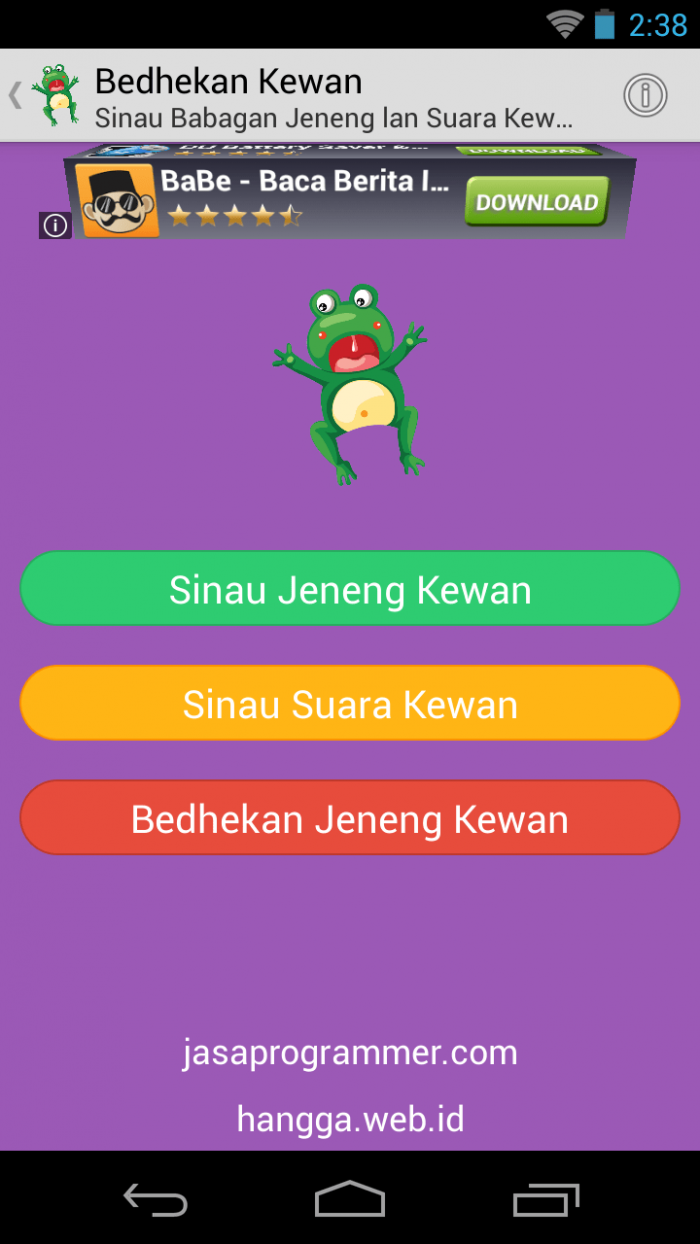 2:38
Bedhekan Kewan
Sinau Babagan Jeneng lan Suara Kew...
BaBe - Baca Berita I...
DOWNLOAD
Sinau Jeneng Kewan
Sinau Suara Kewan
Bedhekan Jeneng Kewan
jasaprogrammer.com
hangga.web.id